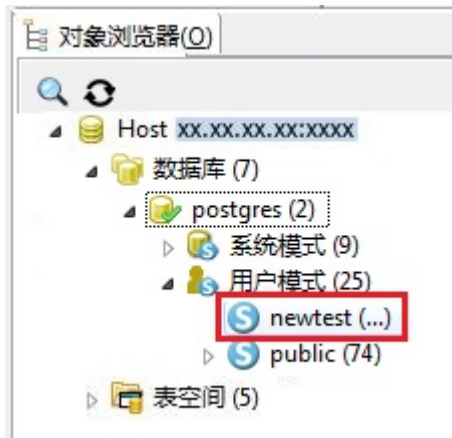 对象浏览器(O)
Host xx.xx.xx.xx:xxxx
数据库 (7)
postgres (2)
系统模式 (9)
用户模式 (25)
newtest (...)
public (74)
表空间 (5)